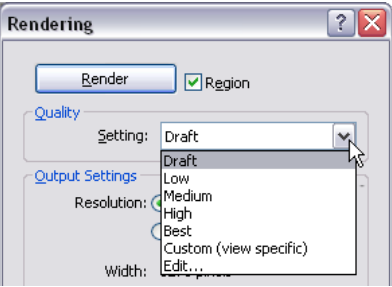 Rendering
Render Region
Quality
Setting: Draft
Draft
Low
Output Settings
Medium
Resolution:
High
Best
Custom (view specific)
Edit...
Width: pixels